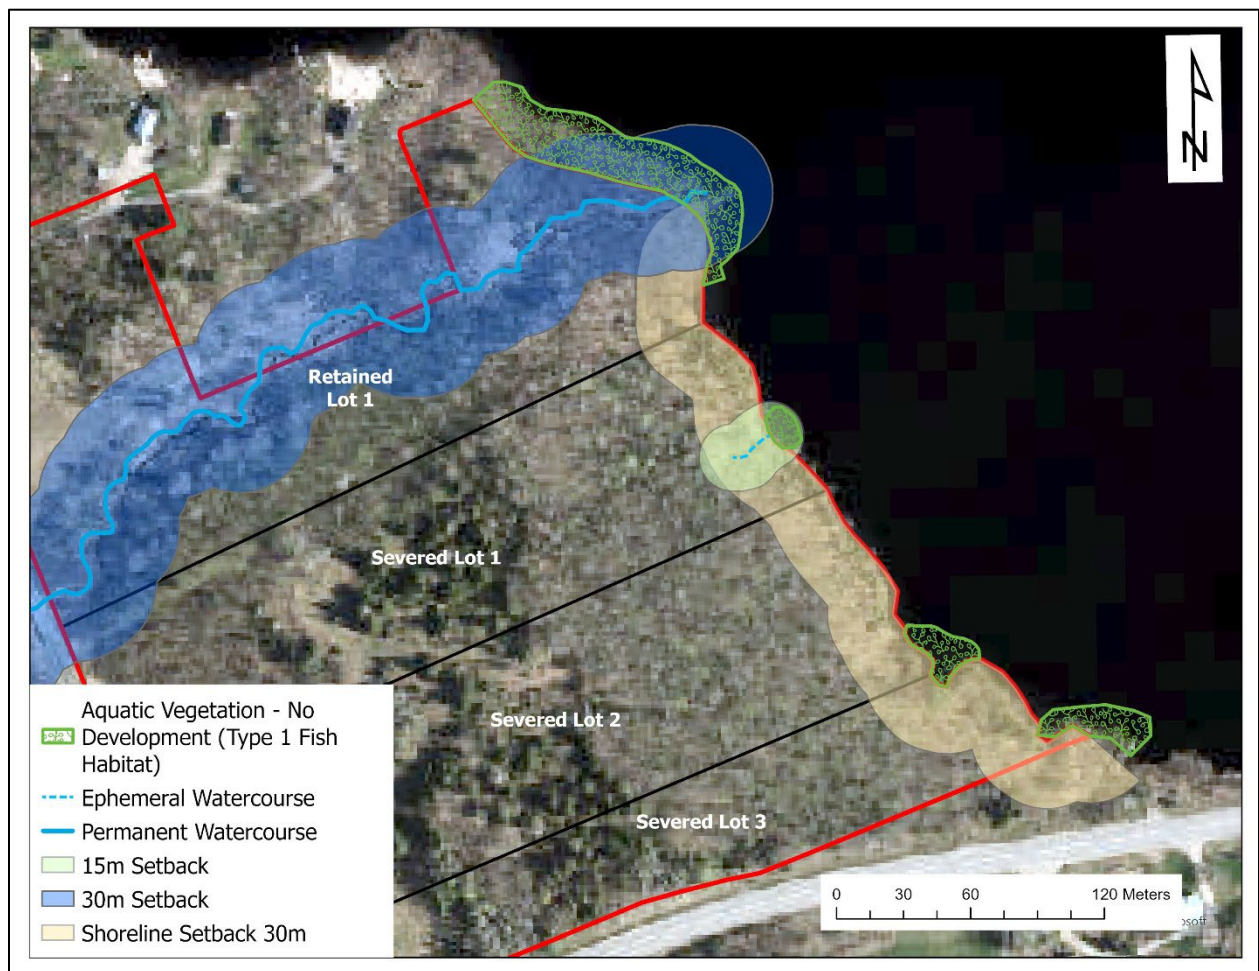 N
Retained
Lot 1
Severed Lot 1
Severed Lot 2
Severed Lot 3
Aquatic Vegetation - No
Development (Type 1 Fish
Habitat)
Ephemeral Watercourse
Permanent Watercourse
15m Setback
30m Setback
Shoreline Setback 30m
0 30 60 120 Meters
osoft